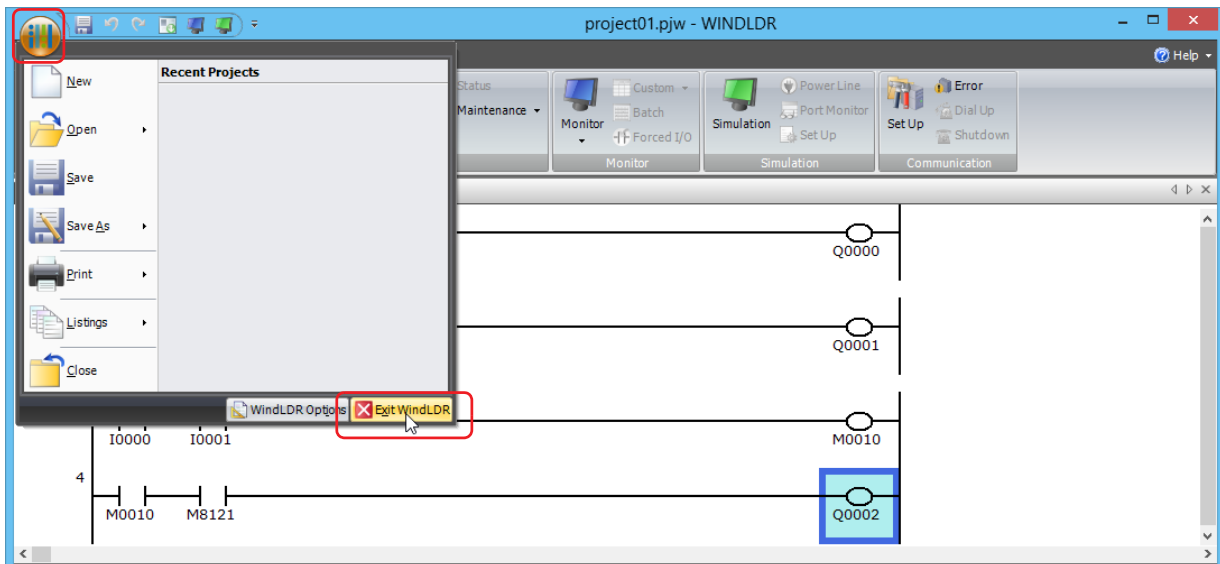 project01.pjw - WINDLDR
Help
New
Recent Projects
Open
Save
Save As
Print
Listings
Close
WindLDR Options
Exit WindLDR
Status
Maintenance
Monitor
Custom
Batch
Forced I/O
Monitor
Simulation
Power Line
Port Monitor
Set Up
Simulation
Set Up
Error
Dial Up
Shutdown
Communication
Q0000
Q0001
I0000 I0001 M0010
4
M0010 M8121 Q0002